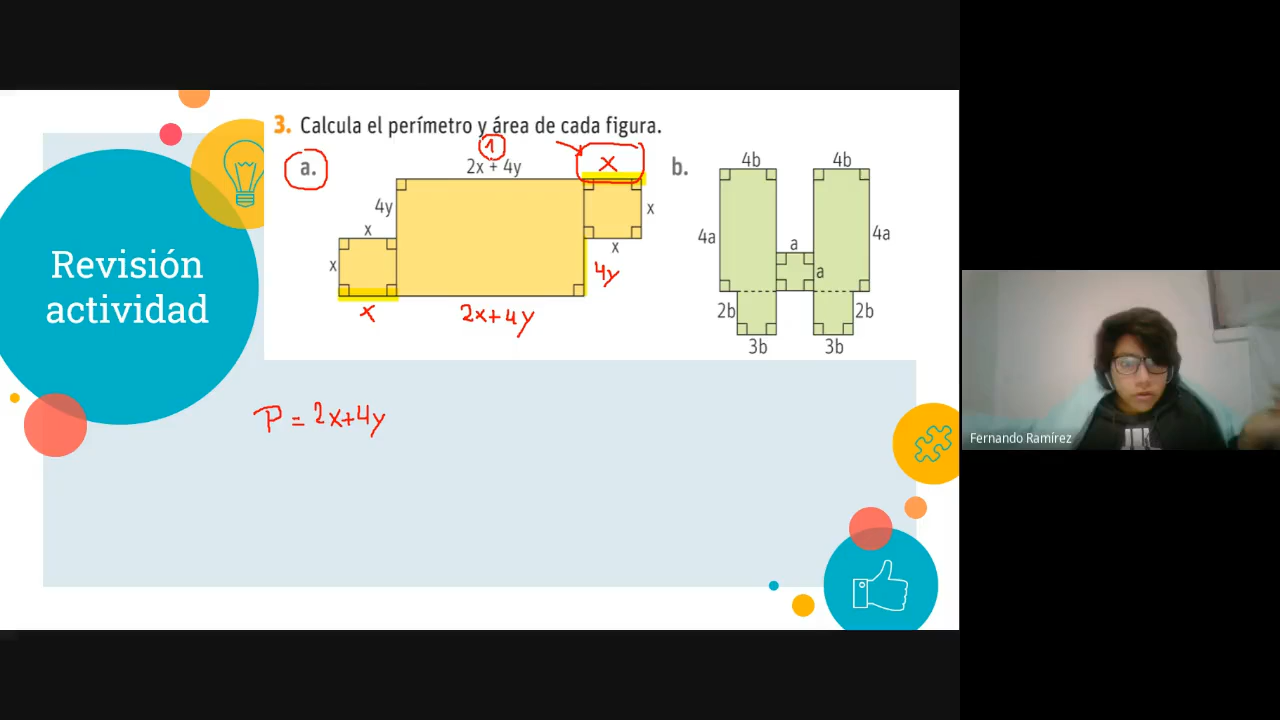 Revisión
actividad
3. Calcula el perímetro y área de cada figura.
a.
1
2x + 4y
x
4y
x
x
x
x
x
4y
x
2x+4y
P = 2x+4y
b.
4b
4b
4a
4a
a
a
2b
2b
3b
3b
Fernando Ramírez